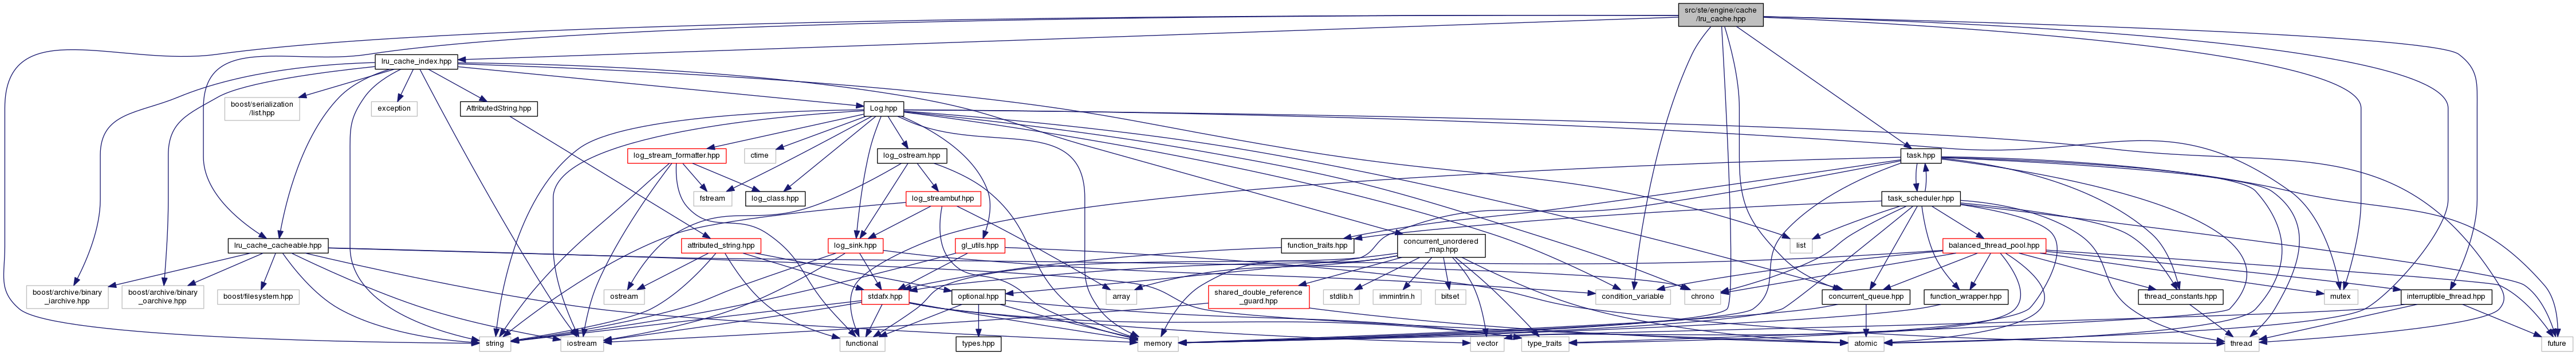 src/ste/engine/cache
/lru_cache.hpp
lru_cache_index.hpp
boost/serialization
/list.hpp
exception
AttributedString.hpp
Log.hpp
log_stream_formatter.hpp
ctime
log_ostream.hpp
task.hpp
fstream
log_class.hpp
log_streambuf.hpp
task_scheduler.hpp
lru_cache_cacheable.hpp
attributed_string.hpp
log_sink.hpp
gl_utils.hpp
function_traits.hpp
concurrent_unordered
_map.hpp
list
balanced_thread_pool.hpp
boost/archive/binary
_iarchive.hpp
boost/archive/binary
_oarchive.hpp
boost/filesystem.hpp
ostream
stdafx.hpp
optional.hpp
array
shared_double_reference
_guard.hpp
stdlib.h
immintrin.h
bitset
condition_variable
chrono
concurrent_queue.hpp
function_wrapper.hpp
thread_constants.hpp
mutex
interruptible_thread.hpp
string
iostream
functional
types.hpp
memory
vector
type_traits
atomic
thread
future